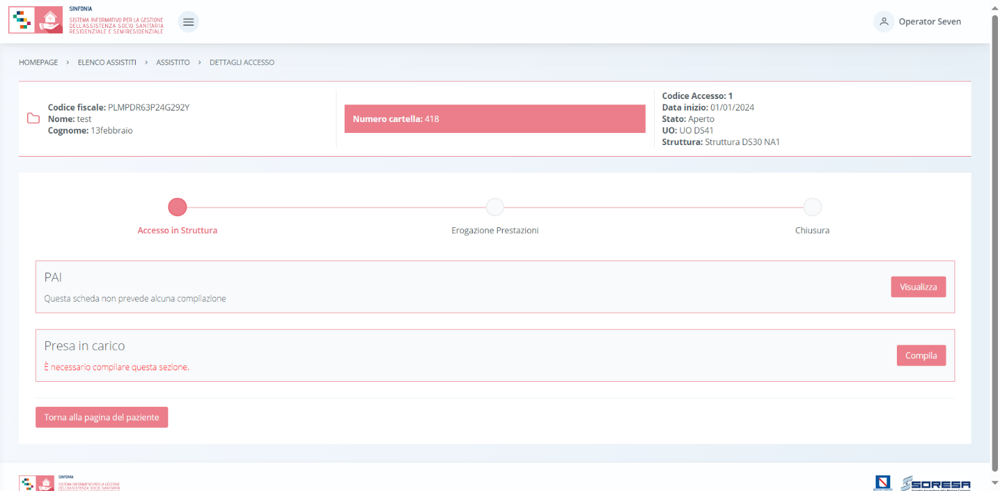 SINFONIA
SISTEMA INFORMATIVO PER LA GESTIONE
DELL'ASSISTENZA SOCIO SANITARIA
RESIDENZIALE E SEMIRESIDENZIALE
Operator Seven
HOMEPAGE > ELENCO ASSISTITI > ASSISTITO > DETTAGLI ACCESSO
Codice fiscale: PLMPDR63P24G292Y
Nome: test
Cognome: 13febbraio
Numero cartella: 418
Codice Accesso: 1
Data inizio: 01/01/2024
Stato: Aperto
UO: UO DS41
Struttura: Struttura DS30 NA1
Accesso in Struttura
Erogazione Prestazioni
Chiusura
PAI
Questa scheda non prevede alcuna compilazione
Visualizza
Presa in carico
È necessario compilare questa sezione.
Compila
Torna alla pagina del paziente
SINFONIA
SISTEMA INFORMATIVO PER LA GESTIONE
DELL'ASSISTENZA SOCIO SANITARIA
SORESA